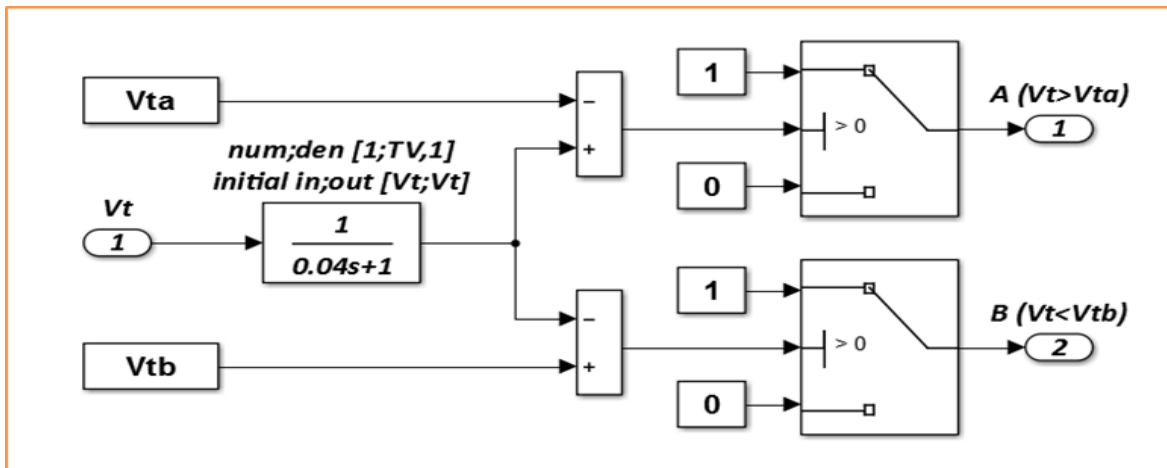 Vta
num;den [1;TV,1]
initial in;out [Vt;Vt]
Vt
1
1
0.04s+1
Vtb
−
+
−
+
1
> 0
0
A (Vt>Vta)
1
1
> 0
0
B (Vt<Vtb)
2